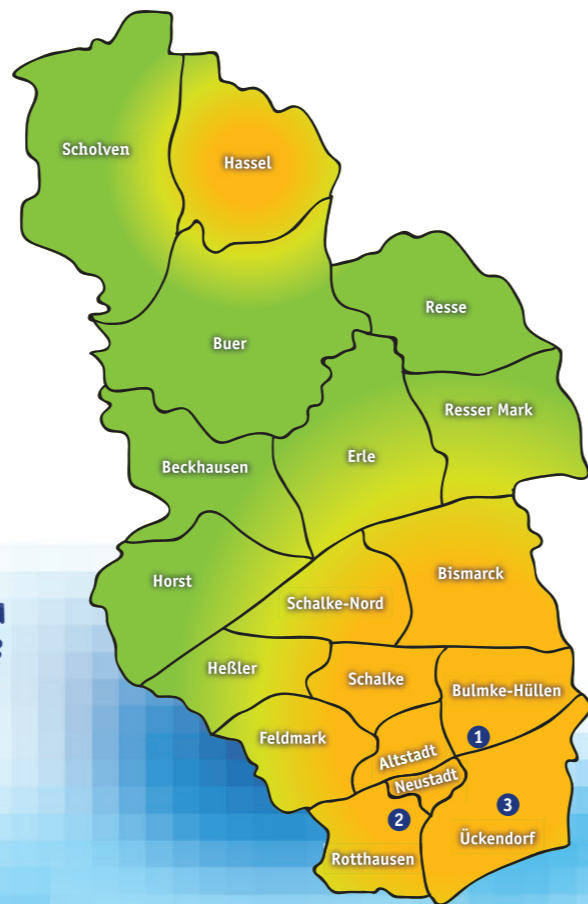 Scholven
Hassel
Resse
Buer
Resser Mark
Erle
Beckhausen
Bismarck
Horst
Schalke-Nord
Heßler
Schalke
Bulmke-Hüllen
Feldmark
1
Altstadt
Neustadt
3
2
Ückendorf
Rotthausen